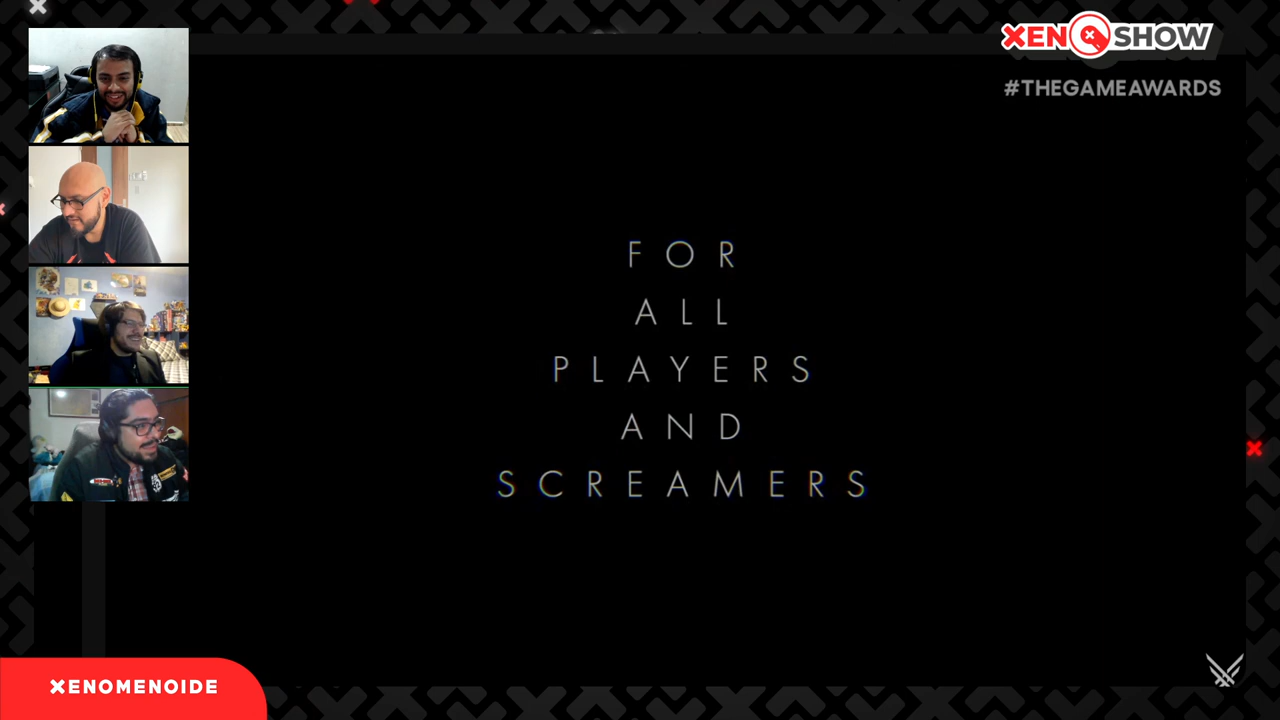 XENOSHOW
#THEGAMEAWARDS
FOR
ALL
PLAYERS
AND
SCREAMERS
XENOMENOIDE